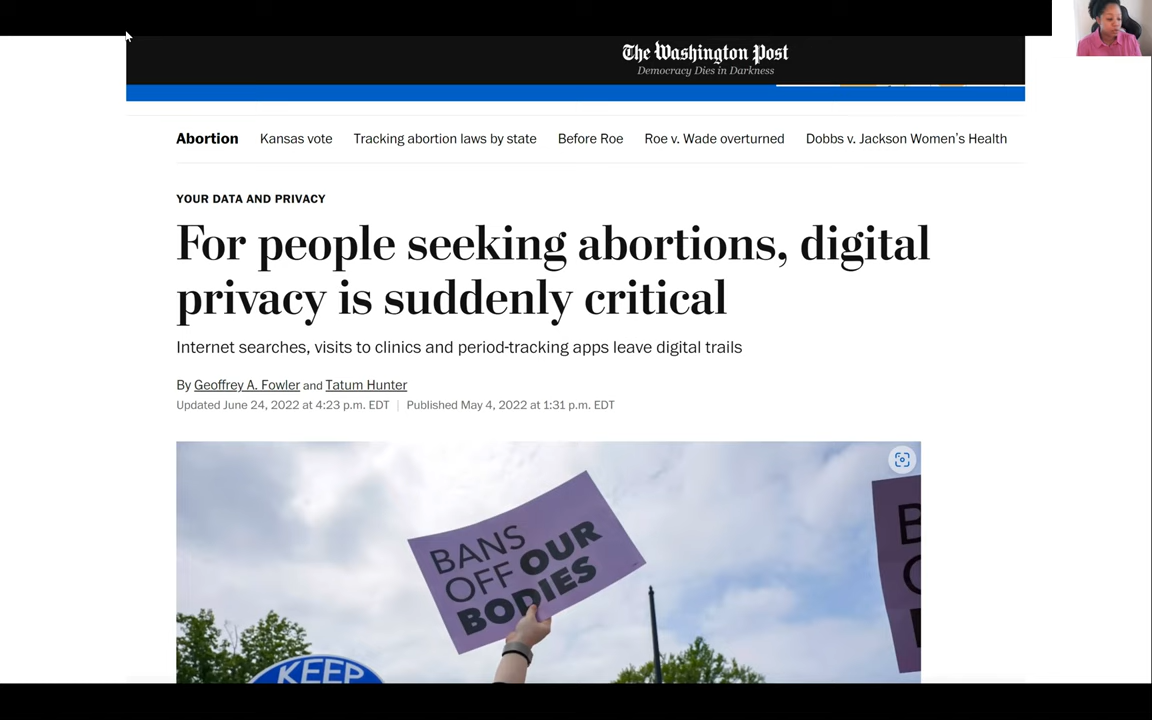 The Washington Post
Democracy Dies in Darkness
Abortion Kansas vote Tracking abortion laws by state Before Roe Roe v. Wade overturned Dobbs v. Jackson Women's Health
YOUR DATA AND PRIVACY
For people seeking abortions, digital
privacy is suddenly critical
Internet searches, visits to clinics and period-tracking apps leave digital trails
By Geoffrey A. Fowler and Tatum Hunter
Updated June 24, 2022 at 4:23 p.m. EDT | Published May 4, 2022 at 1:31 p.m. EDT
BANS
OFF OUR
BODIES
KEEP